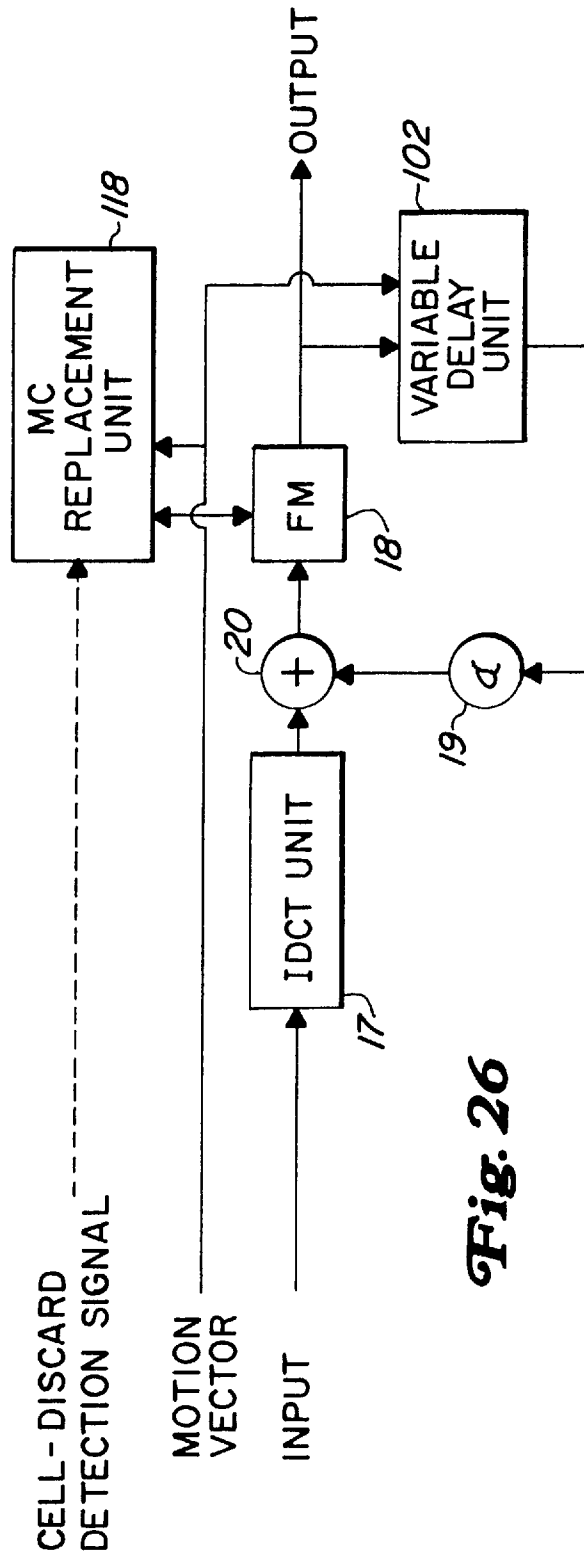 CELL-DISCARD
DETECTION SIGNAL
MC
REPLACEMENT
UNIT
118
MOTION
VECTOR
INPUT
IDCT UNIT
17
+
20
FM
18
OUTPUT
α
19
VARIABLE
DELAY
UNIT
102
Fig. 26